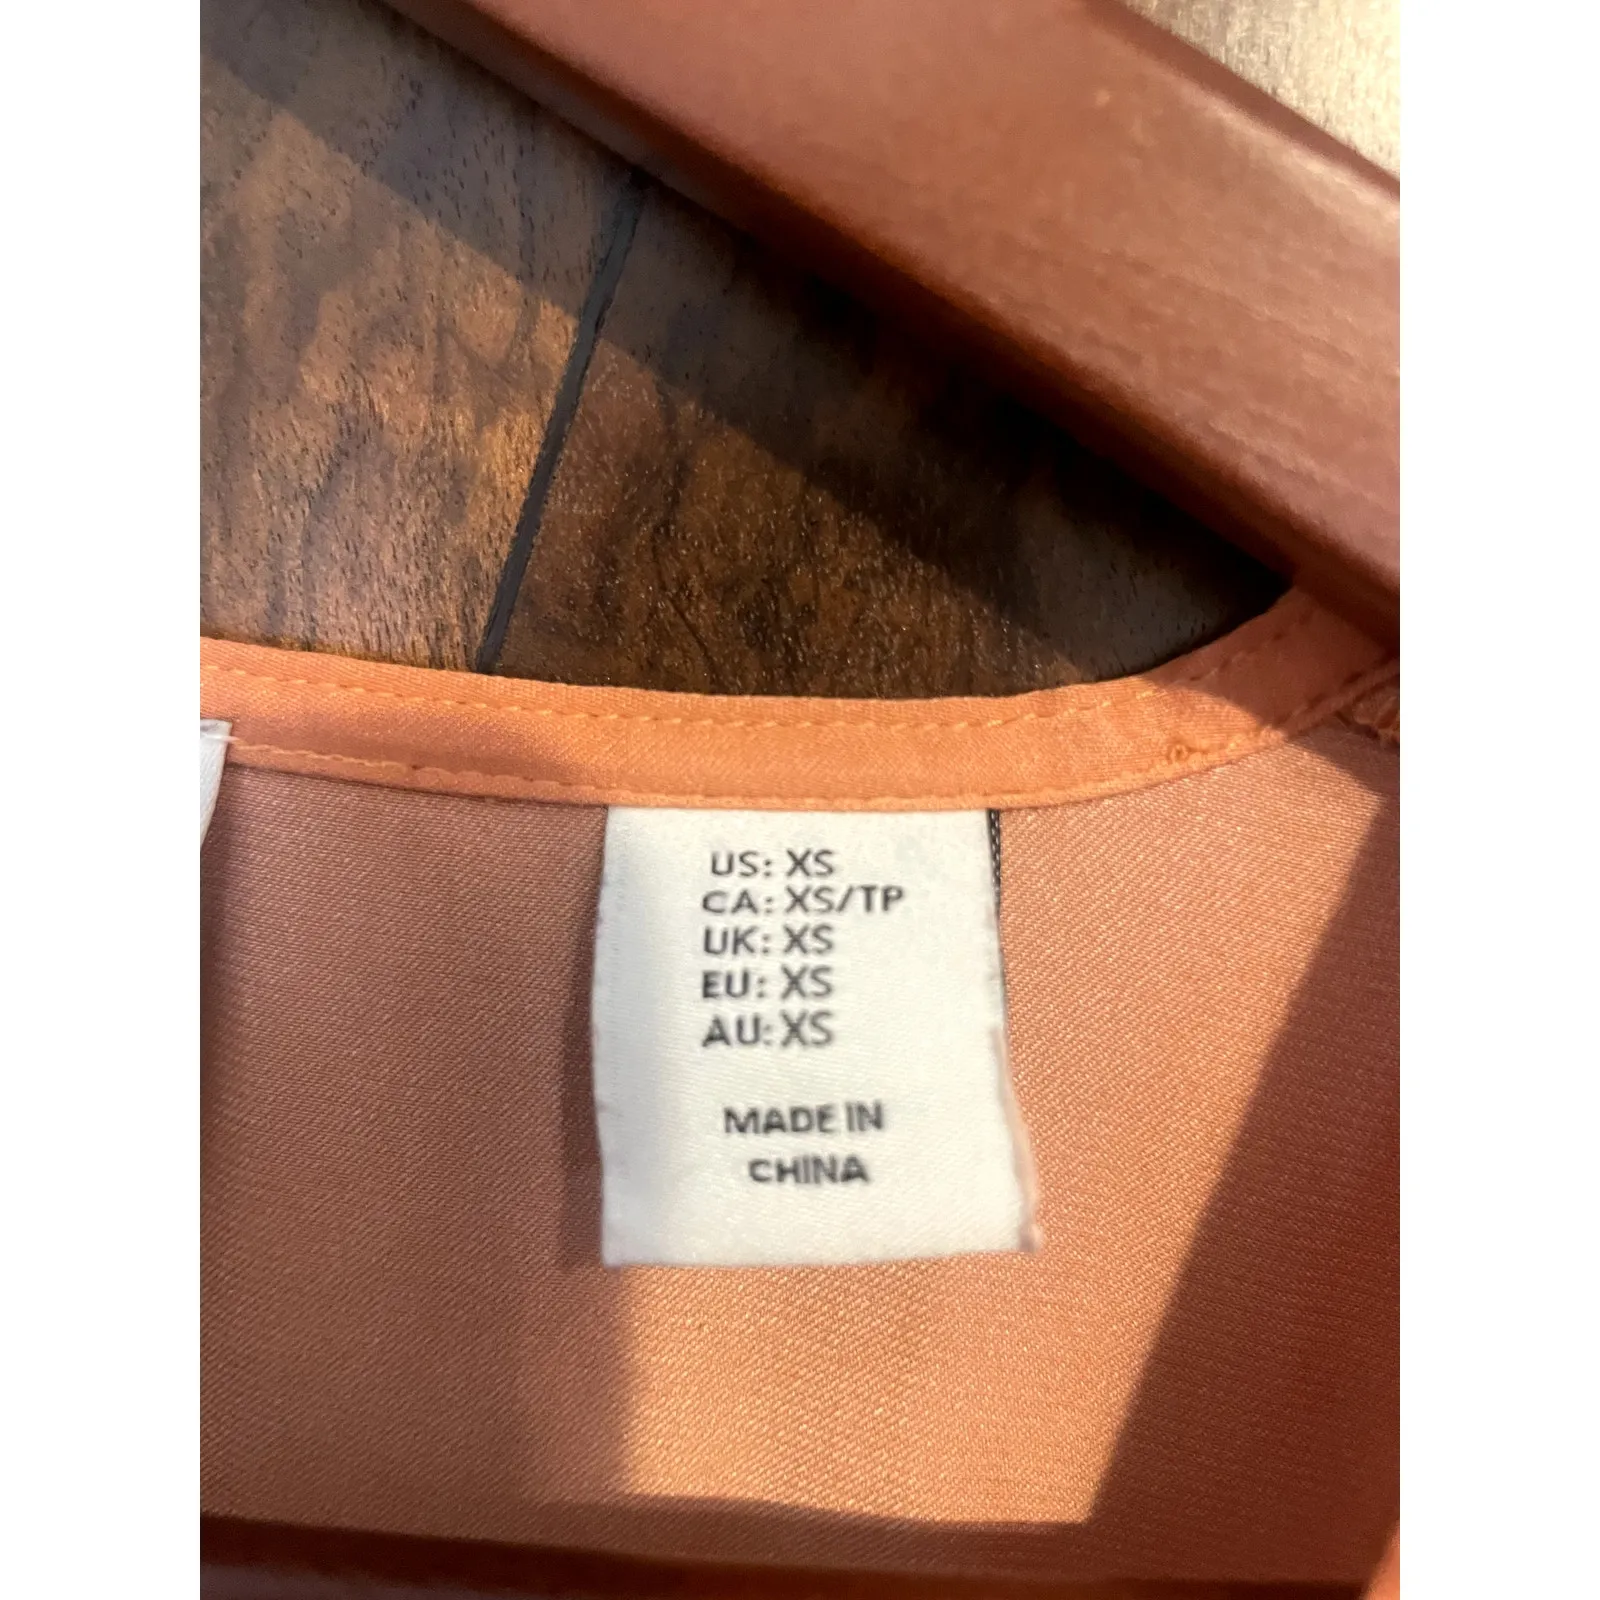 US: XS
CA: XS/TP
UK: XS
EU: XS
AU: XS
MADE IN
CHINA